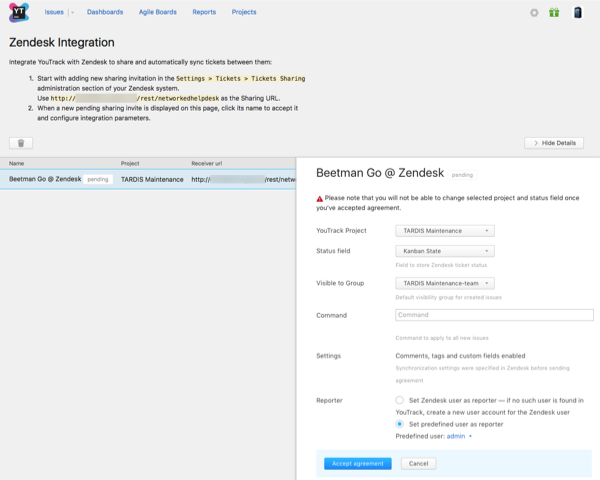 YT
Issues
Dashboards
Agile Boards
Reports
Projects
Zendesk Integration
Integrate YouTrack with Zendesk to share and automatically sync tickets between them:
1. Start with adding new sharing invitation in the Settings > Tickets > Tickets Sharing
administration section of your Zendesk system.
Use http:// /rest/networkedhelpdesk as the Sharing URL.
2. When a new pending sharing invite is displayed on this page, click its name to accept it
and configure integration parameters.
> Hide Details
Name Project Receiver url
Beetman Go @ Zendesk pending TARDIS Maintenance http:// /rest/netw
Beetman Go @ Zendesk pending
Please note that you will not be able to change selected project and status field once
you've accepted agreement.
YouTrack Project TARDIS Maintenance
Status field Kanban State
Field to store Zendesk ticket status
Visible to Group TARDIS Maintenance-team
Default visibility group for created issues
Command Command
Command to apply to all new issues
Settings Comments, tags and custom fields enabled
Synchronization settings were specified in Zendesk before sending
agreement
Reporter Set Zendesk user as reporter — if no such user is found in
YouTrack, create a new user account for the Zendesk user
Set predefined user as reporter
Predefined user: admin
Accept agreement Cancel